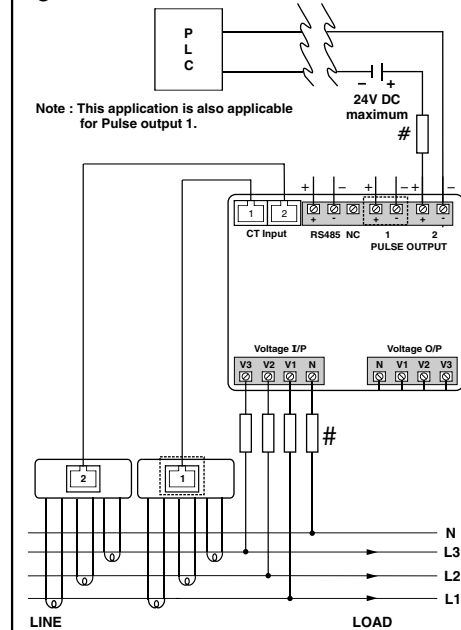 P
L
C
Note : This application is also applicable
for Pulse output 1.
– +
24V DC
maximum
#
+ – + – + –
1 2
+ - + - + -
CT Input RS485 NC 1 2
PULSE OUTPUT
Voltage I/P
V3 V2 V1 N
Voltage O/P
N V1 V2 V3
#
2
1
N
L3
L2
L1
LINE LOAD